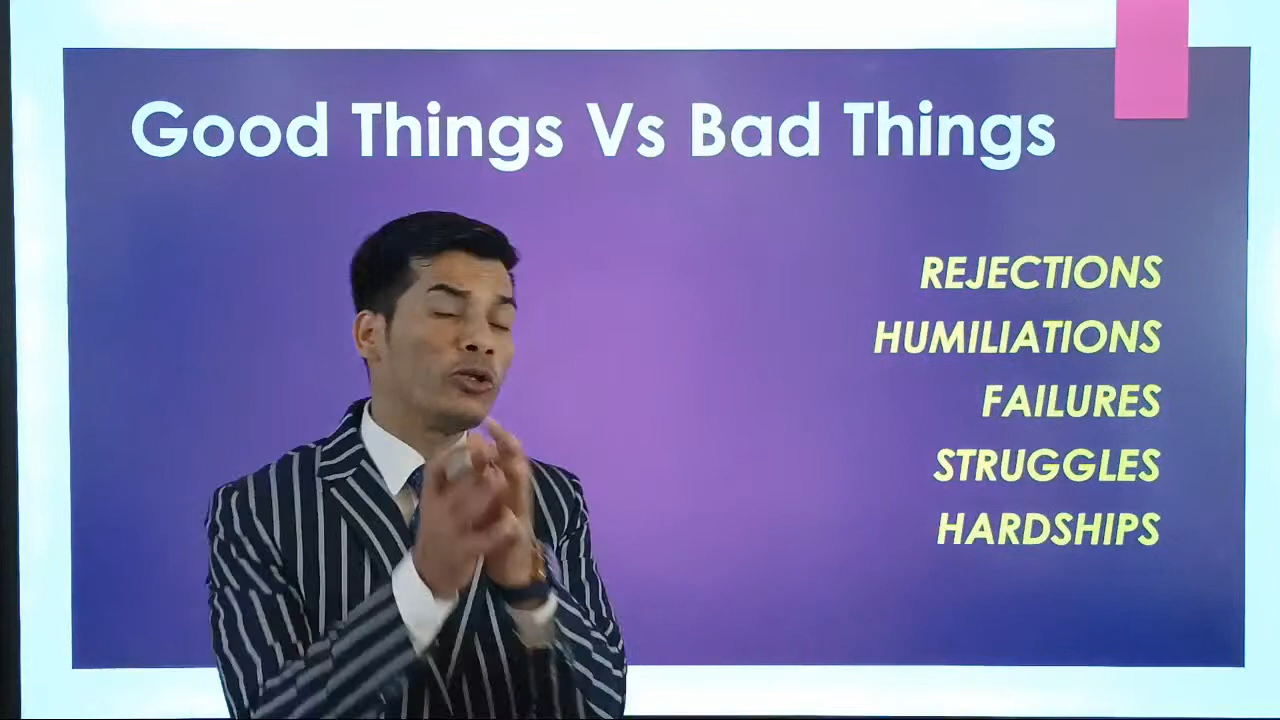 Good Things Vs Bad Things
REJECTIONS
HUMILIATIONS
FAILURES
STRUGGLES
HARDSHIPS